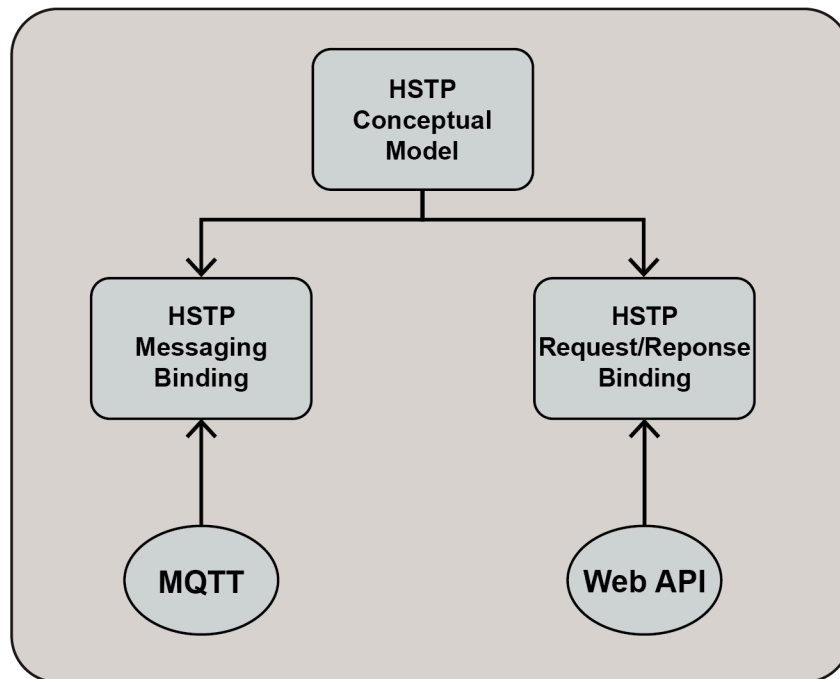 HSTP
Conceptual
Model
HSTP
Messaging
Binding
HSTP
Request/Reponse
Binding
MQTT
Web API